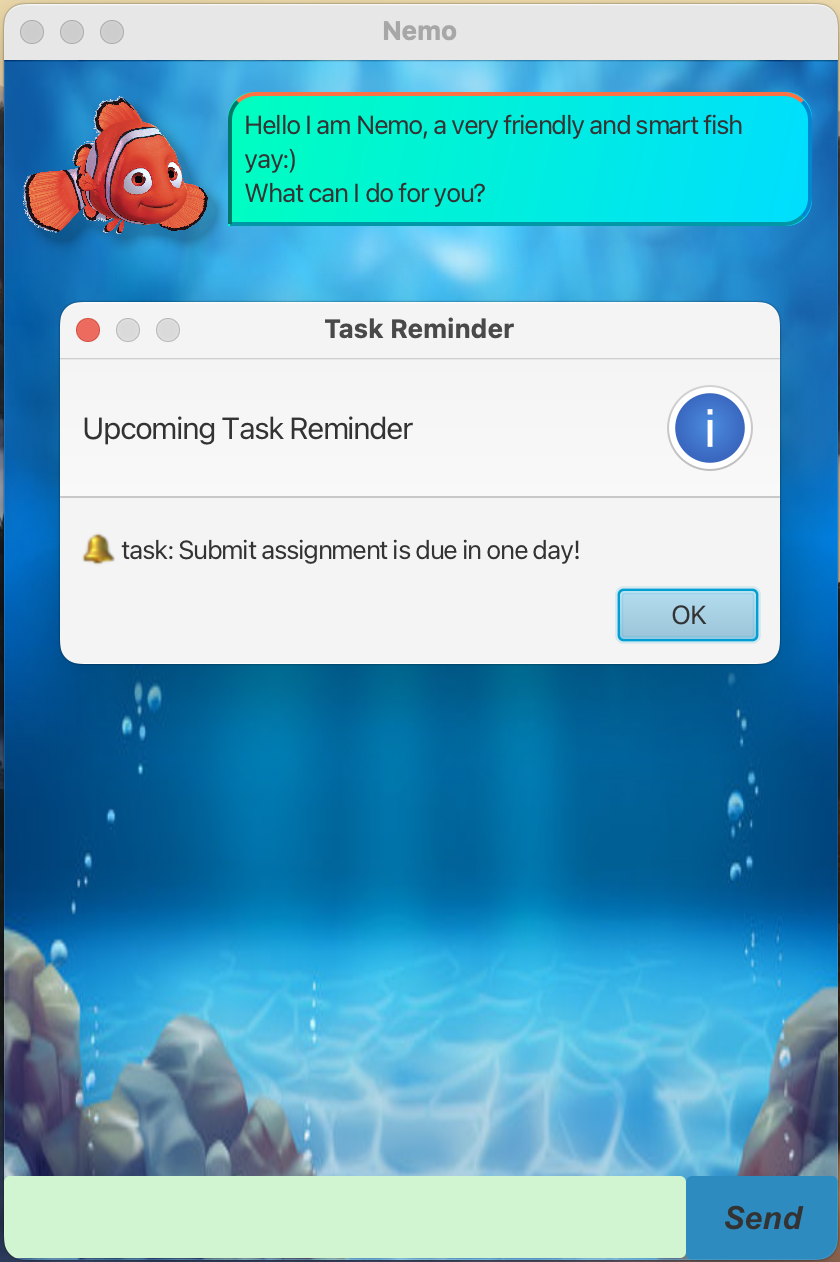 Nemo
Hello I am Nemo, a very friendly and smart fish
yay:)
What can I do for you?
Task Reminder
Upcoming Task Reminder
i
🔔 task: Submit assignment is due in one day!
OK
Send